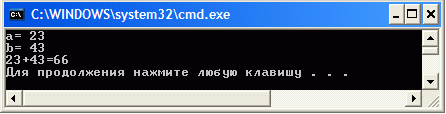 C:\WINDOWS\system32\cmd.exe
a= 23
b= 43
23+43=66
Для продолжения нажмите любую клавишу . . .